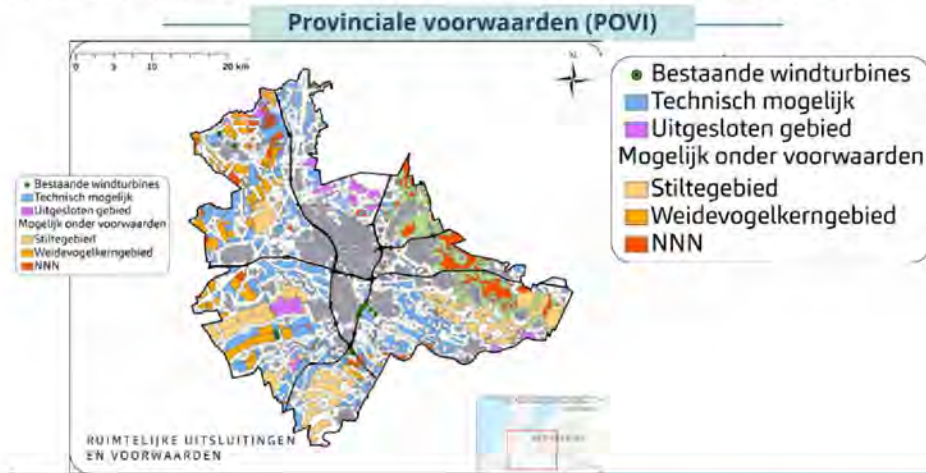 Provinciale voorwaarden (POVI)
0 5 10 20 km
Bestaande windturbines
Technisch mogelijk
Uitgesloten gebied
Mogelijk onder voorwaarden
Stiltegebied
Weidevogelkerngebied
NNN
Bestaande windturbines
Technisch mogelijk
Uitgesloten gebied
Mogelijk onder voorwaarden
Stiltegebied
Weidevogelkerngebied
NNN
RUIMTELIJKE UITSLUITINGEN
EN VOORWAARDEN